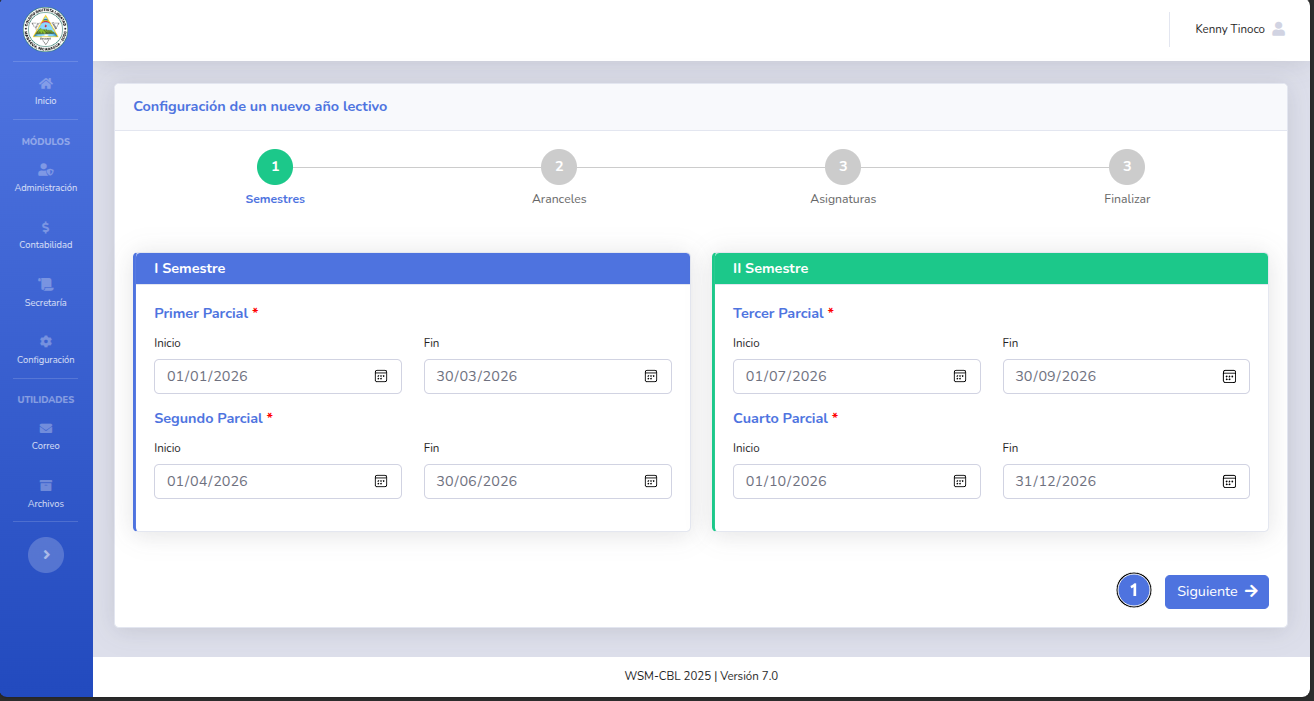 Kenny Tinoco
Inicio
MÓDULOS
Administración
Contabilidad
Secretaría
Configuración
UTILIDADES
Correo
Archivos
Configuración de un nuevo año lectivo
1 2 3 3
Semestres Aranceles Asignaturas Finalizar
I Semestre
Primer Parcial *
Inicio Fin
01/01/2026 30/03/2026
Segundo Parcial *
Inicio Fin
01/04/2026 30/06/2026
II Semestre
Tercer Parcial *
Inicio Fin
01/07/2026 30/09/2026
Cuarto Parcial *
Inicio Fin
01/10/2026 31/12/2026
1 Siguiente
WSM-CBL 2025 | Versión 7.0